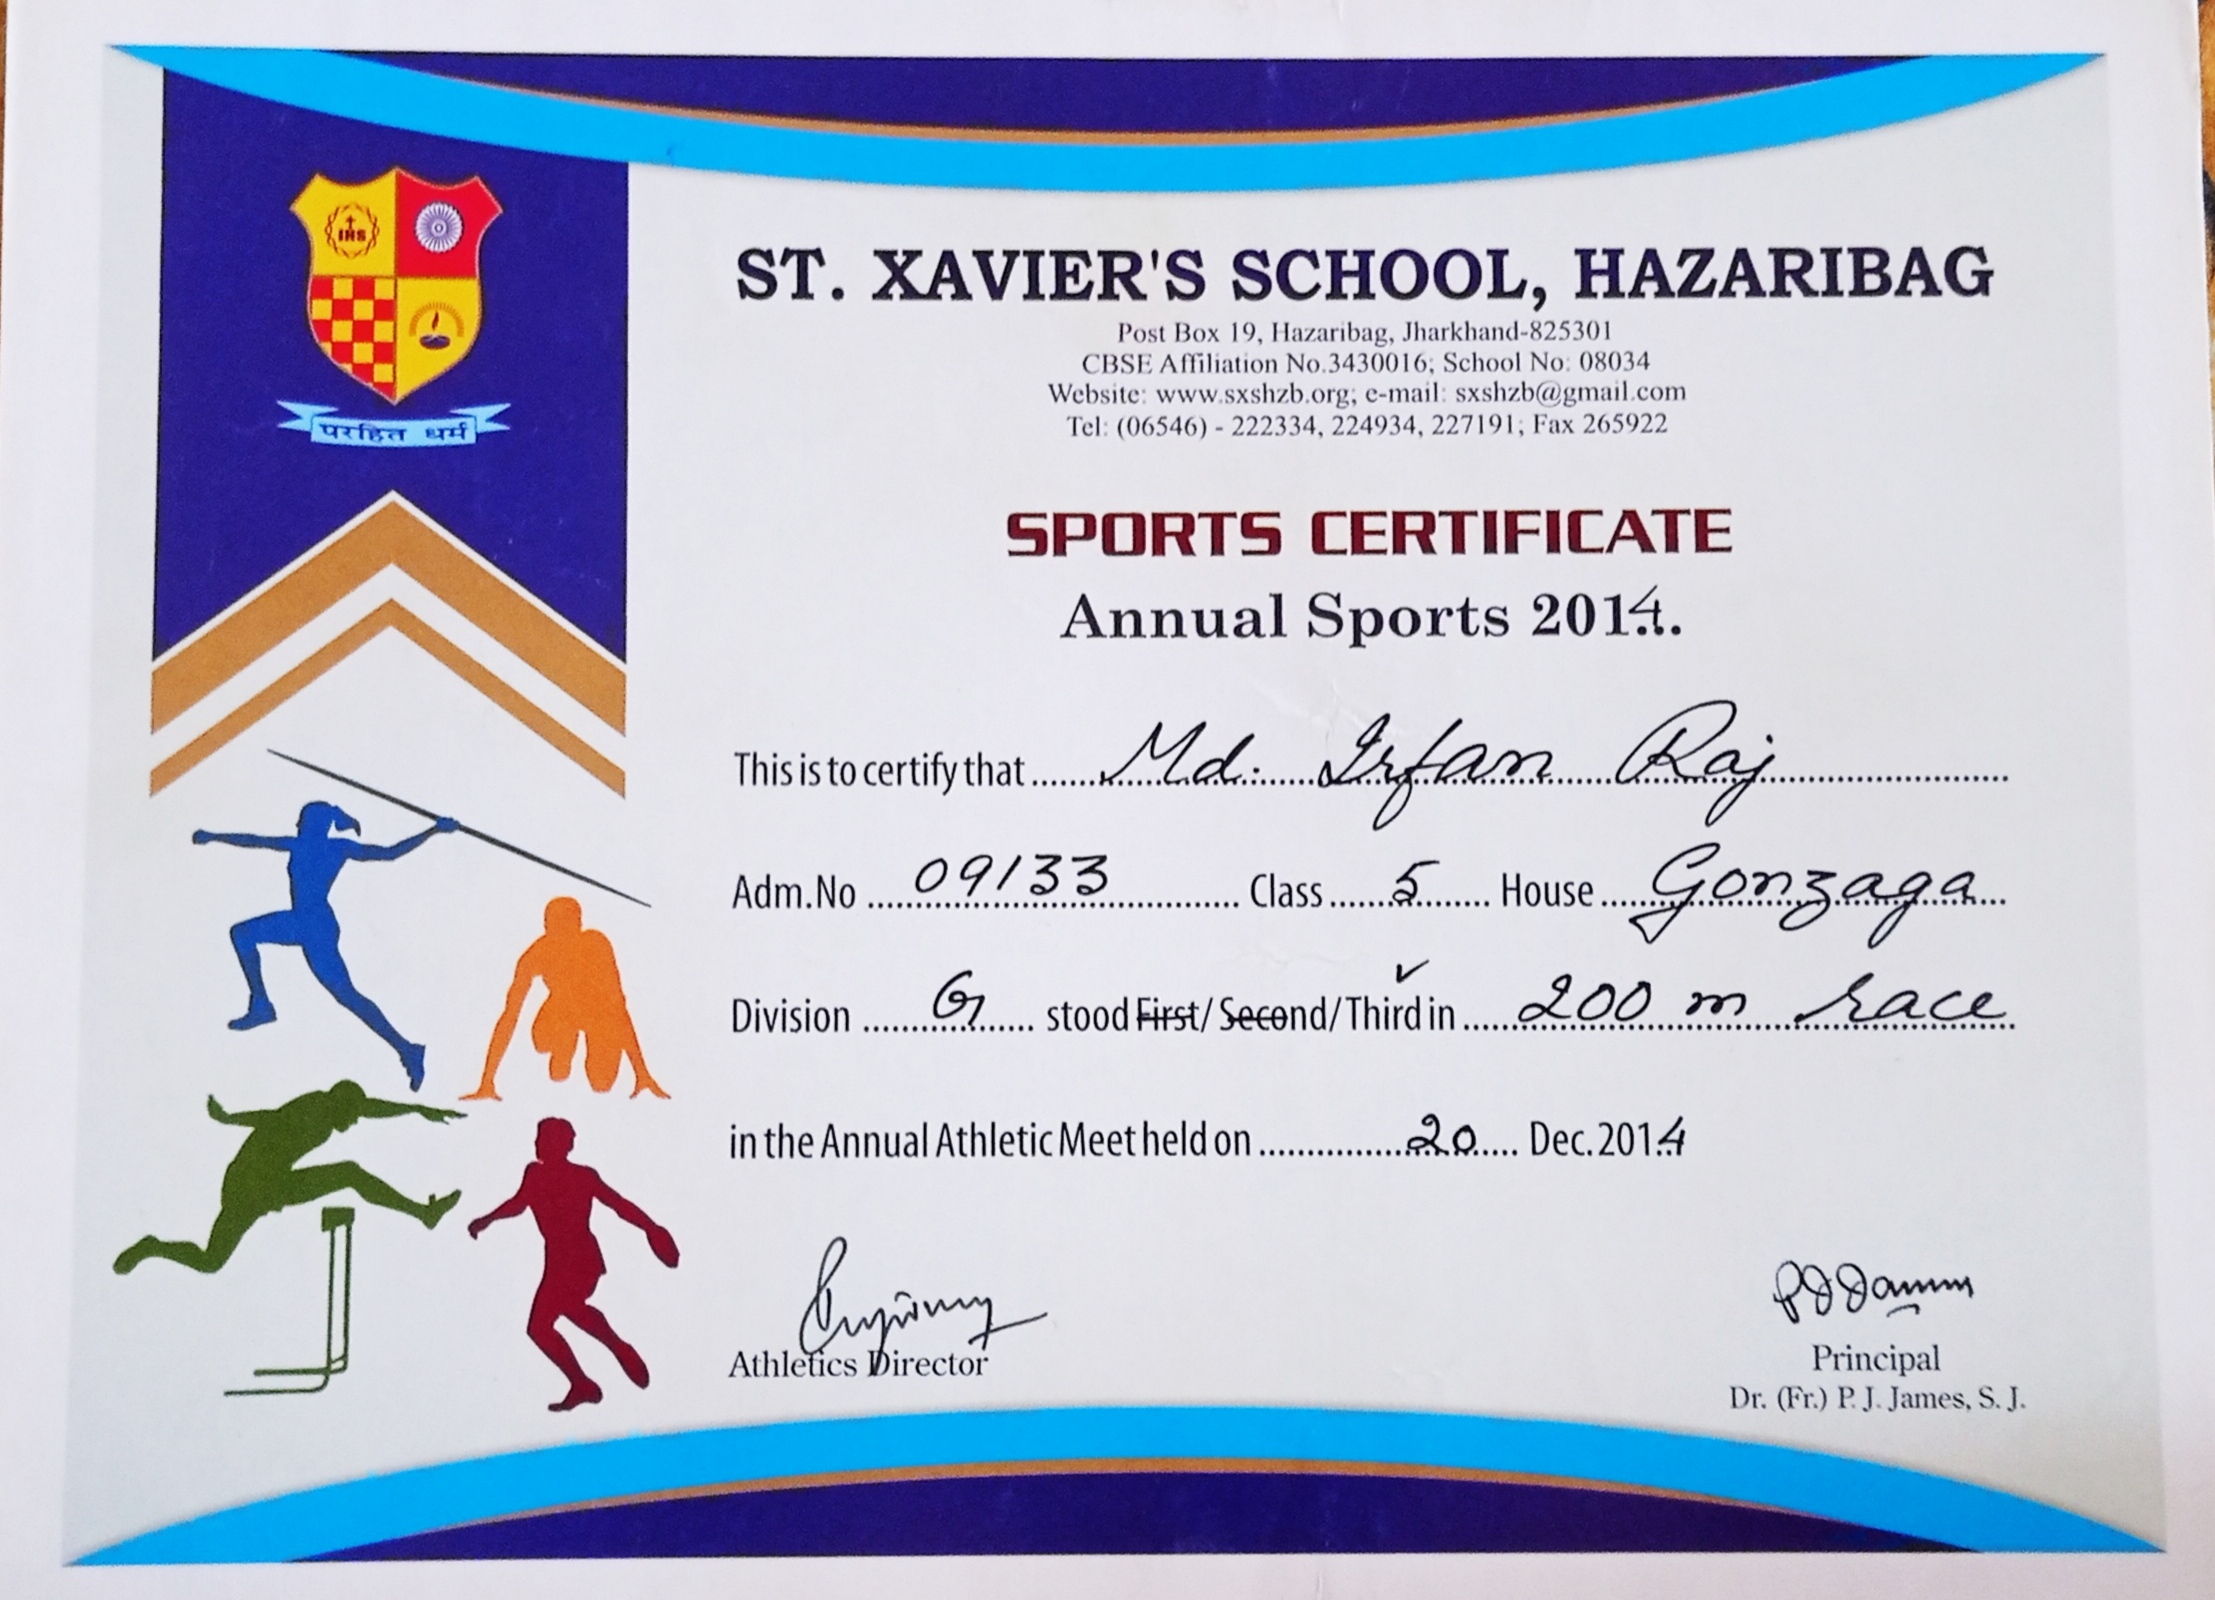 IHS
परहित धर्म
ST. XAVIER'S SCHOOL, HAZARIBAG
Post Box 19, Hazaribag, Jharkhand-825301
CBSE Affiliation No.3430016; School No: 08034
Website: www.sxshzb.org; e-mail: sxshzb@gmail.com
Tel: (06546) - 222334, 224934, 227191; Fax 265922
SPORTS CERTIFICATE
Annual Sports 2014.
This is to certify that Md. Irfan Raj
Adm.No 09/33 Class 5 House Gonzaga
Division G stood First/ Second/ Third in 200 m race
in the Annual Athletic Meet held on 20 Dec. 2014
PJJames
Athletics Director
Principal
Dr. (Fr.) P. J. James, S. J.